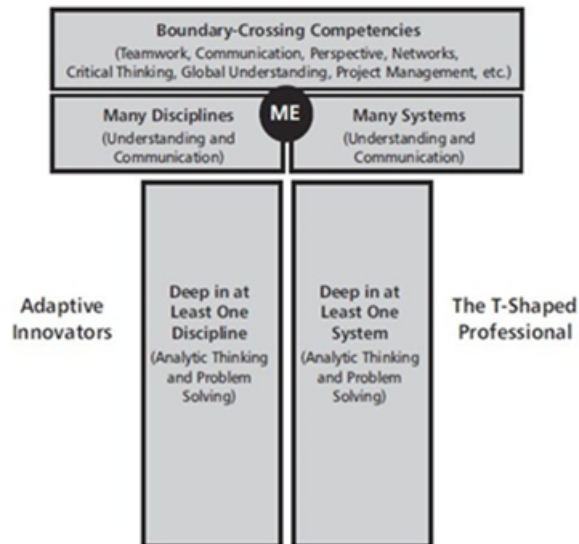 Boundary-Crossing Competencies
(Teamwork, Communication, Perspective, Networks,
Critical Thinking, Global Understanding, Project Management, etc.)
Many Disciplines
(Understanding and
Communication)
ME
Many Systems
(Understanding and
Communication)
Adaptive
Innovators
Deep in at
Least One
Discipline
(Analytic Thinking
and Problem
Solving)
Deep in at
Least One
System
(Analytic Thinking
and Problem
Solving)
The T-Shaped
Professional